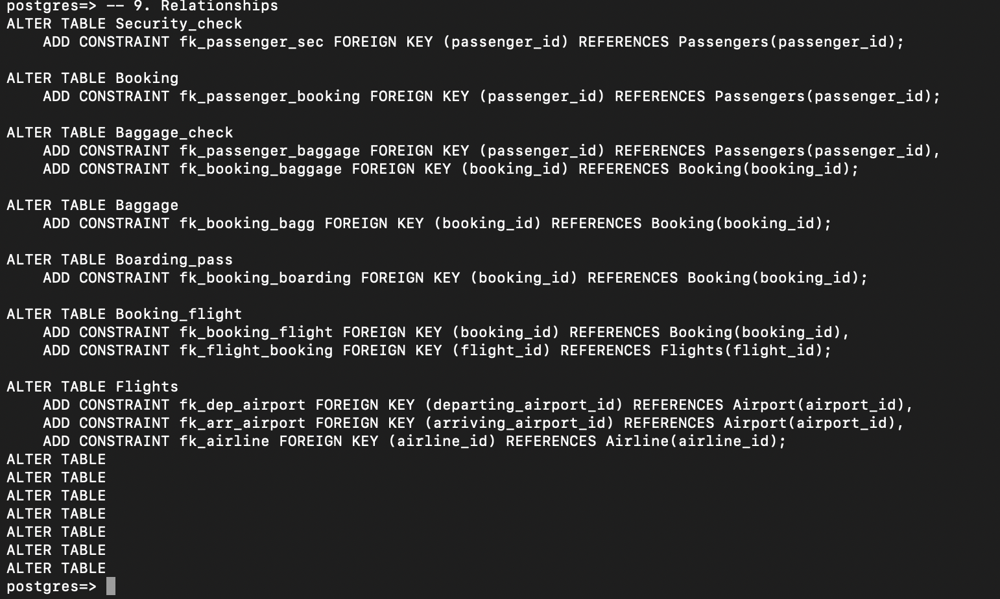 postgres=> -- 9. Relationships
ALTER TABLE Security_check
    ADD CONSTRAINT fk_passenger_sec FOREIGN KEY (passenger_id) REFERENCES Passengers(passenger_id);

ALTER TABLE Booking
    ADD CONSTRAINT fk_passenger_booking FOREIGN KEY (passenger_id) REFERENCES Passengers(passenger_id);

ALTER TABLE Baggage_check
    ADD CONSTRAINT fk_passenger_baggage FOREIGN KEY (passenger_id) REFERENCES Passengers(passenger_id),
    ADD CONSTRAINT fk_booking_baggage FOREIGN KEY (booking_id) REFERENCES Booking(booking_id);

ALTER TABLE Baggage
    ADD CONSTRAINT fk_booking_bagg FOREIGN KEY (booking_id) REFERENCES Booking(booking_id);

ALTER TABLE Boarding_pass
    ADD CONSTRAINT fk_booking_boarding FOREIGN KEY (booking_id) REFERENCES Booking(booking_id);

ALTER TABLE Booking_flight
    ADD CONSTRAINT fk_booking_flight FOREIGN KEY (booking_id) REFERENCES Booking(booking_id),
    ADD CONSTRAINT fk_flight_booking FOREIGN KEY (flight_id) REFERENCES Flights(flight_id);

ALTER TABLE Flights
    ADD CONSTRAINT fk_dep_airport FOREIGN KEY (departing_airport_id) REFERENCES Airport(airport_id),
    ADD CONSTRAINT fk_arr_airport FOREIGN KEY (arriving_airport_id) REFERENCES Airport(airport_id),
    ADD CONSTRAINT fk_airline FOREIGN KEY (airline_id) REFERENCES Airline(airline_id);
ALTER TABLE
ALTER TABLE
ALTER TABLE
ALTER TABLE
ALTER TABLE
ALTER TABLE
ALTER TABLE
postgres=>